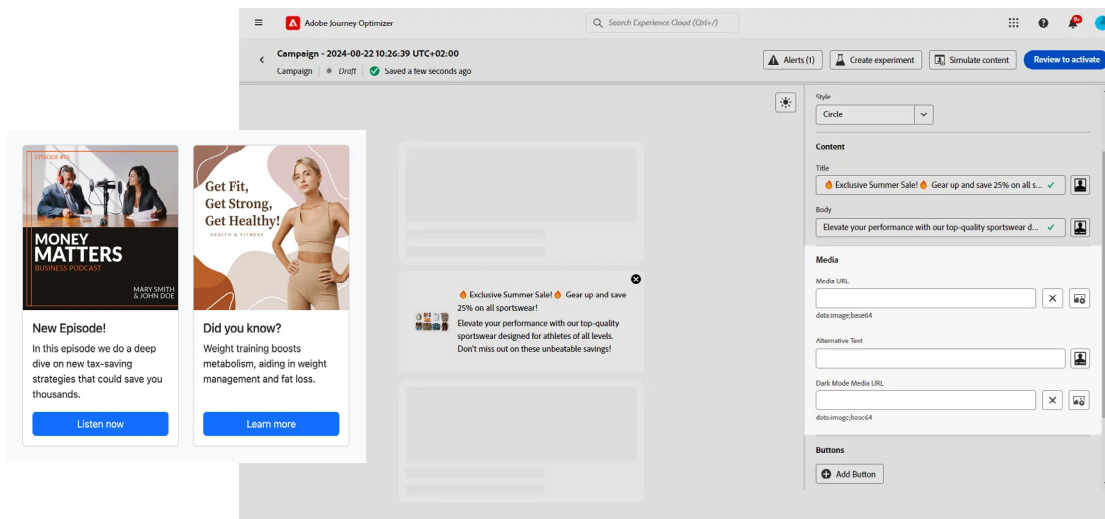 Adobe Journey Optimizer
Search Experience Cloud (Ctrl+/)
9+
Campaign - 2024-08-22 10:26:39 UTC+02:00
Campaign
Draft
Saved a few seconds ago
Alerts (1)
Create experiment
Simulate content
Review to activate
EPISODE #76
MONEY
MATTERS
BUSINESS PODCAST
MARY SMITH
& JOHN DOE
New Episode!
In this episode we do a deep
dive on new tax-saving
strategies that could save you
thousands.
Listen now
Get Fit,
Get Strong,
Get Healthy!
HEALTH & FITNESS
Did you know?
Weight training boosts
metabolism, aiding in weight
management and fat loss.
Learn more
🔥 Exclusive Summer Sale! 🔥 Gear up and save
25% on all sportswear!
Elevate your performance with our top-quality
sportswear designed for athletes of all levels.
Don't miss out on these unbeatable savings!
Style
Circle
Content
Title
🔥 Exclusive Summer Sale! 🔥 Gear up and save 25% on all s...
Body
Elevate your performance with our top-quality sportswear d...
Media
Media URL
data:image;base64
Alternative Text
Dark Mode Media URL
data:image;base64
Buttons
Add Button